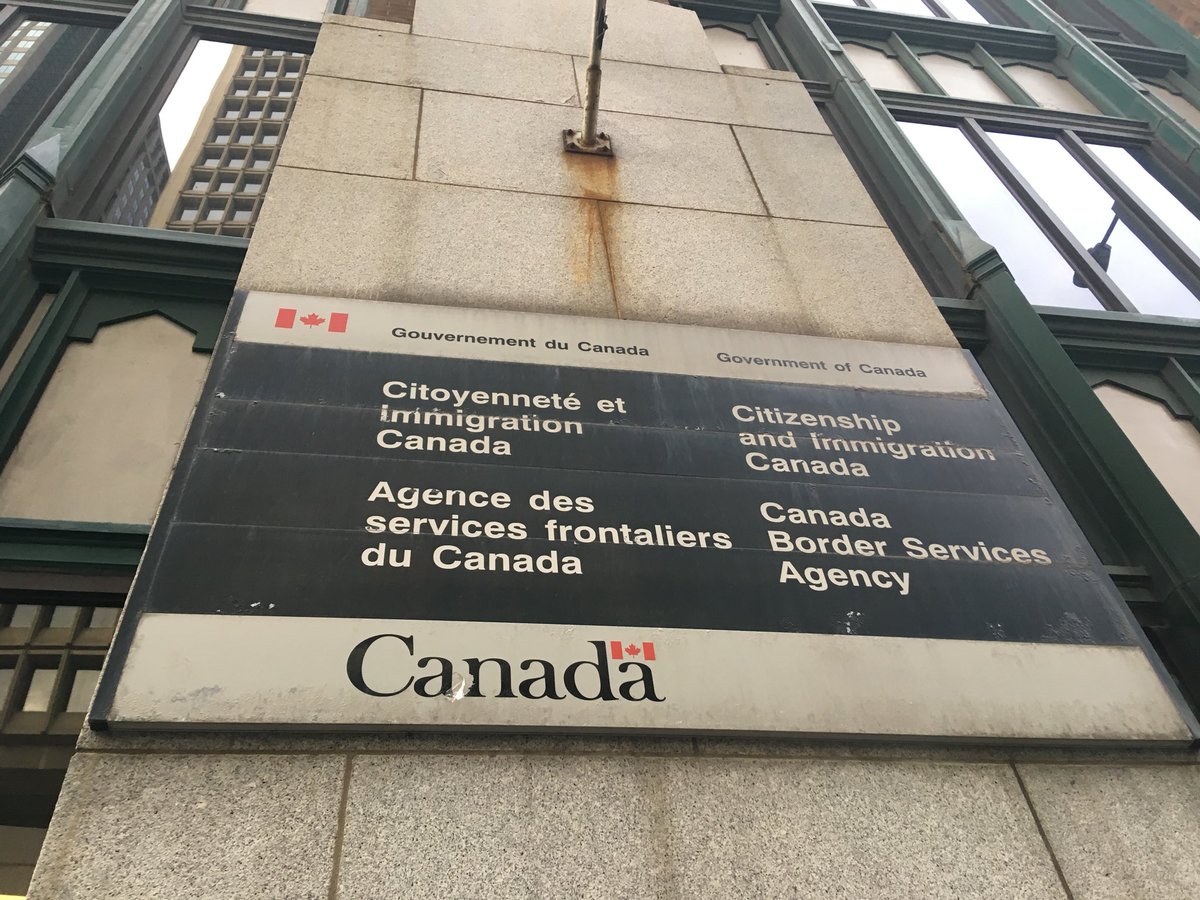 Gouvernement du Canada
Government of Canada
Citoyenneté et
Immigration
Canada
Citizenship
and Immigration
Canada
Agence des
services frontaliers
du Canada
Canada
Border Services
Agency
Canada